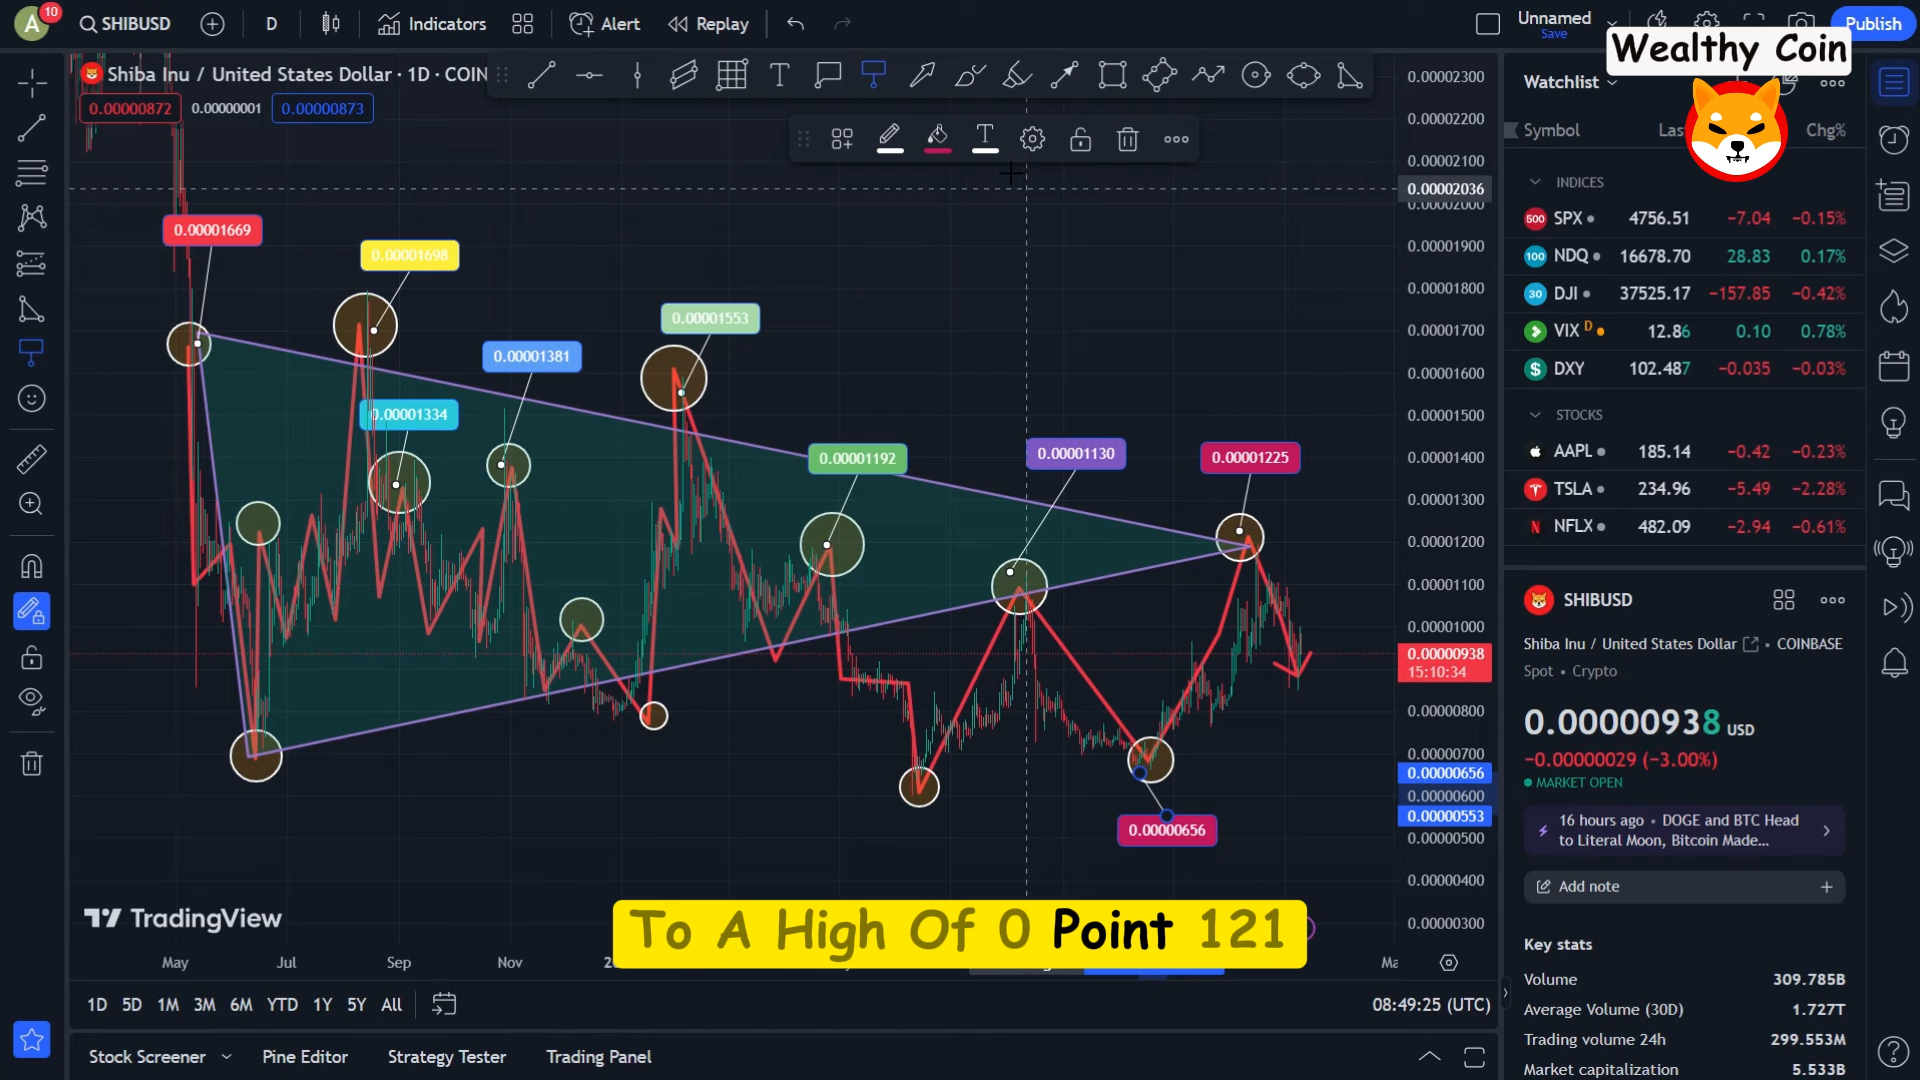 A
10
SHIBUSD
D
Indicators
Alert
Replay
Unnamed
Save
Publish
Wealthy Coin
Shiba Inu / United States Dollar · 1D · COIN
0.00000872
0.00000001
0.00000873
0.00001669
0.00001698
0.00001334
0.00001381
0.00001553
0.00001192
0.00001130
0.00001225
0.00000656
0.00002300
0.00002200
0.00002100
0.00002036
0.00002000
0.00001900
0.00001800
0.00001700
0.00001600
0.00001500
0.00001400
0.00001300
0.00001200
0.00001100
0.00001000
0.00000938
15:10:34
0.00000800
0.00000700
0.00000656
0.00000600
0.00000553
0.00000500
0.00000400
0.00000300
TradingView
To A High Of 0 Point 121
May
Jul
Sep
Nov
Ma
1D 5D 1M 3M 6M YTD 1Y 5Y All
08:49:25 (UTC)
Stock Screener
Pine Editor
Strategy Tester
Trading Panel
Watchlist
Symbol
Las
Chg%
INDICES
500 SPX 4756.51 −7.04 −0.15%
100 NDQ 16678.70 28.83 0.17%
30 DJI 37525.17 −157.85 −0.42%
VIX D 12.86 0.10 0.78%
$ DXY 102.487 −0.035 −0.03%
STOCKS
AAPL 185.14 −0.42 −0.23%
TSLA 234.96 −5.49 −2.28%
N NFLX 482.09 −2.94 −0.61%
SHIBUSD
Shiba Inu / United States Dollar • COINBASE
Spot • Crypto
0.00000938 USD
−0.00000029 (−3.00%)
MARKET OPEN
16 hours ago • DOGE and BTC Head
to Literal Moon, Bitcoin Made...
Add note
Key stats
Volume 309.785B
Average Volume (30D) 1.727T
Trading volume 24h 299.553M
Market capitalization 5.533B